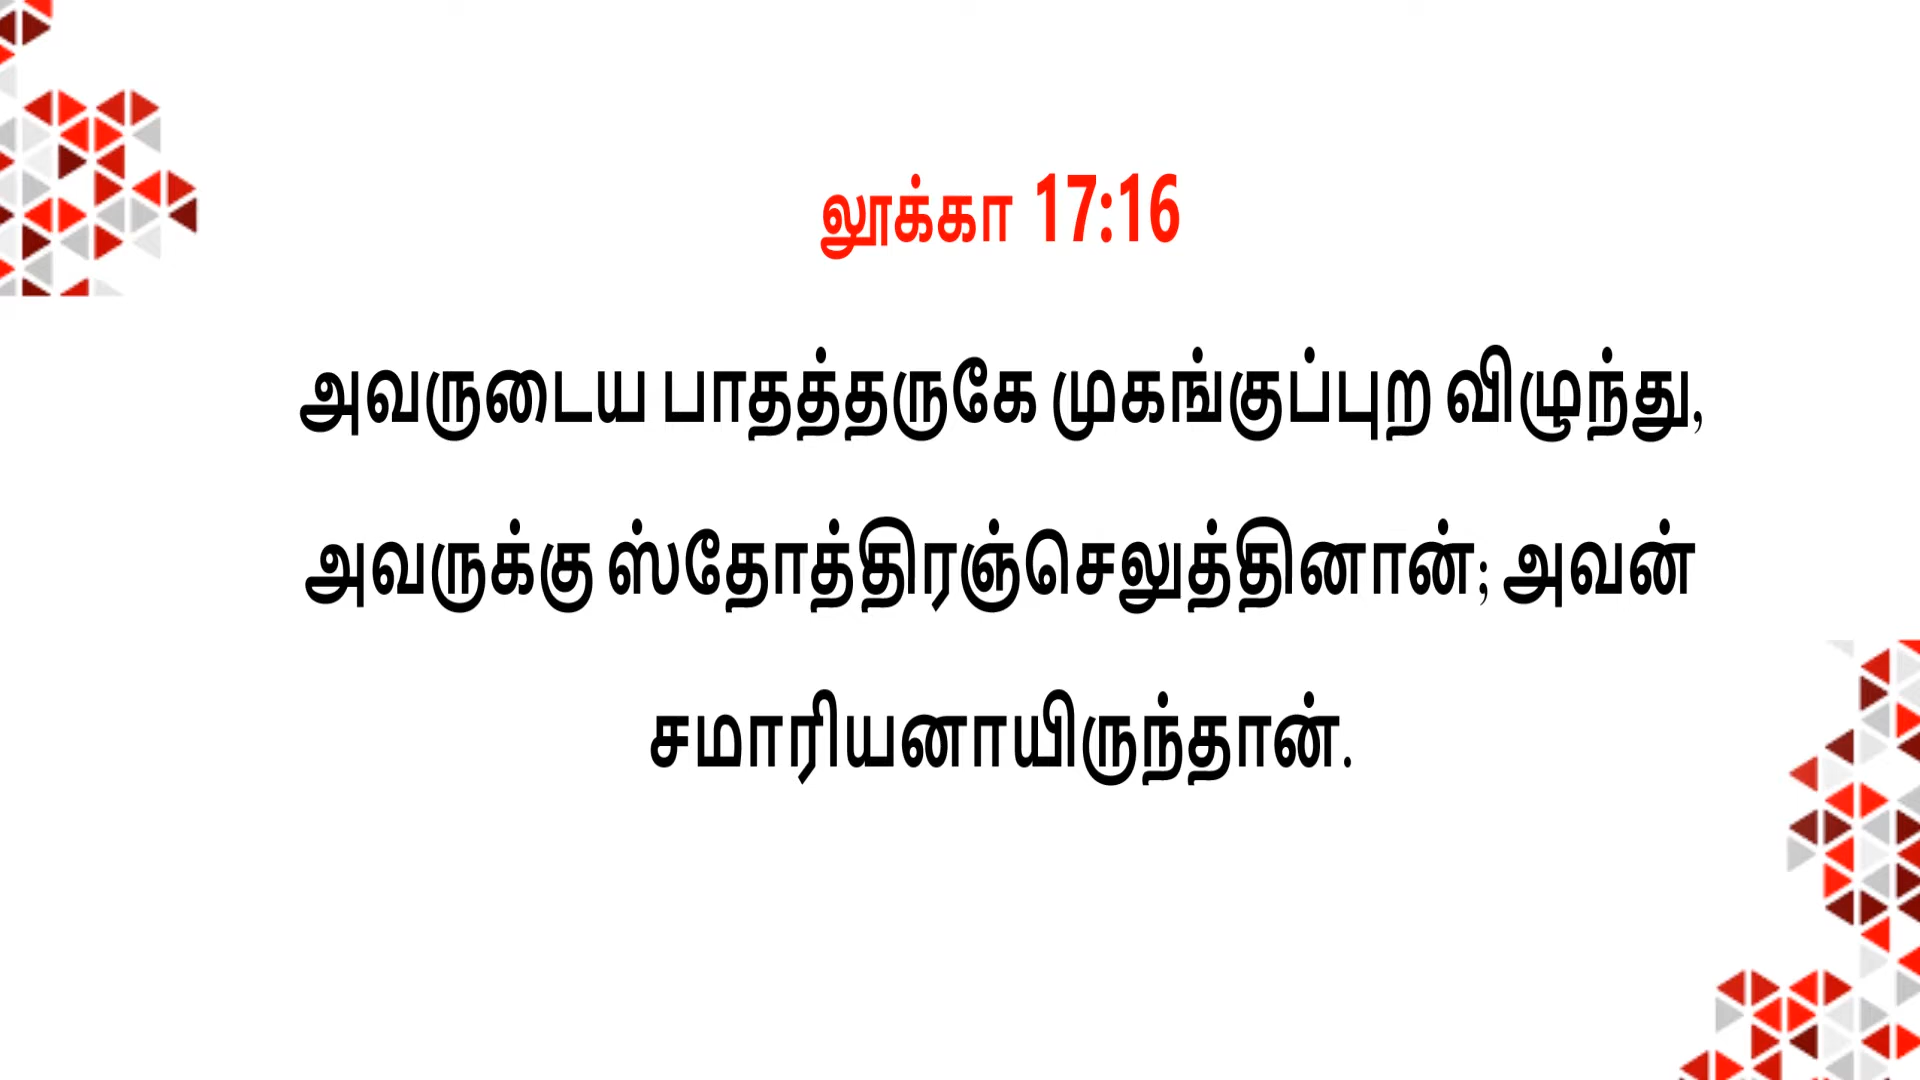 லூக்கா 17:16
அவருடைய பாதத்தருகே முகங்குப்புற விழுந்து,
அவருக்கு ஸ்தோத்திரஞ்செலுத்தினான்; அவன்
சமாரியனாயிருந்தான்.